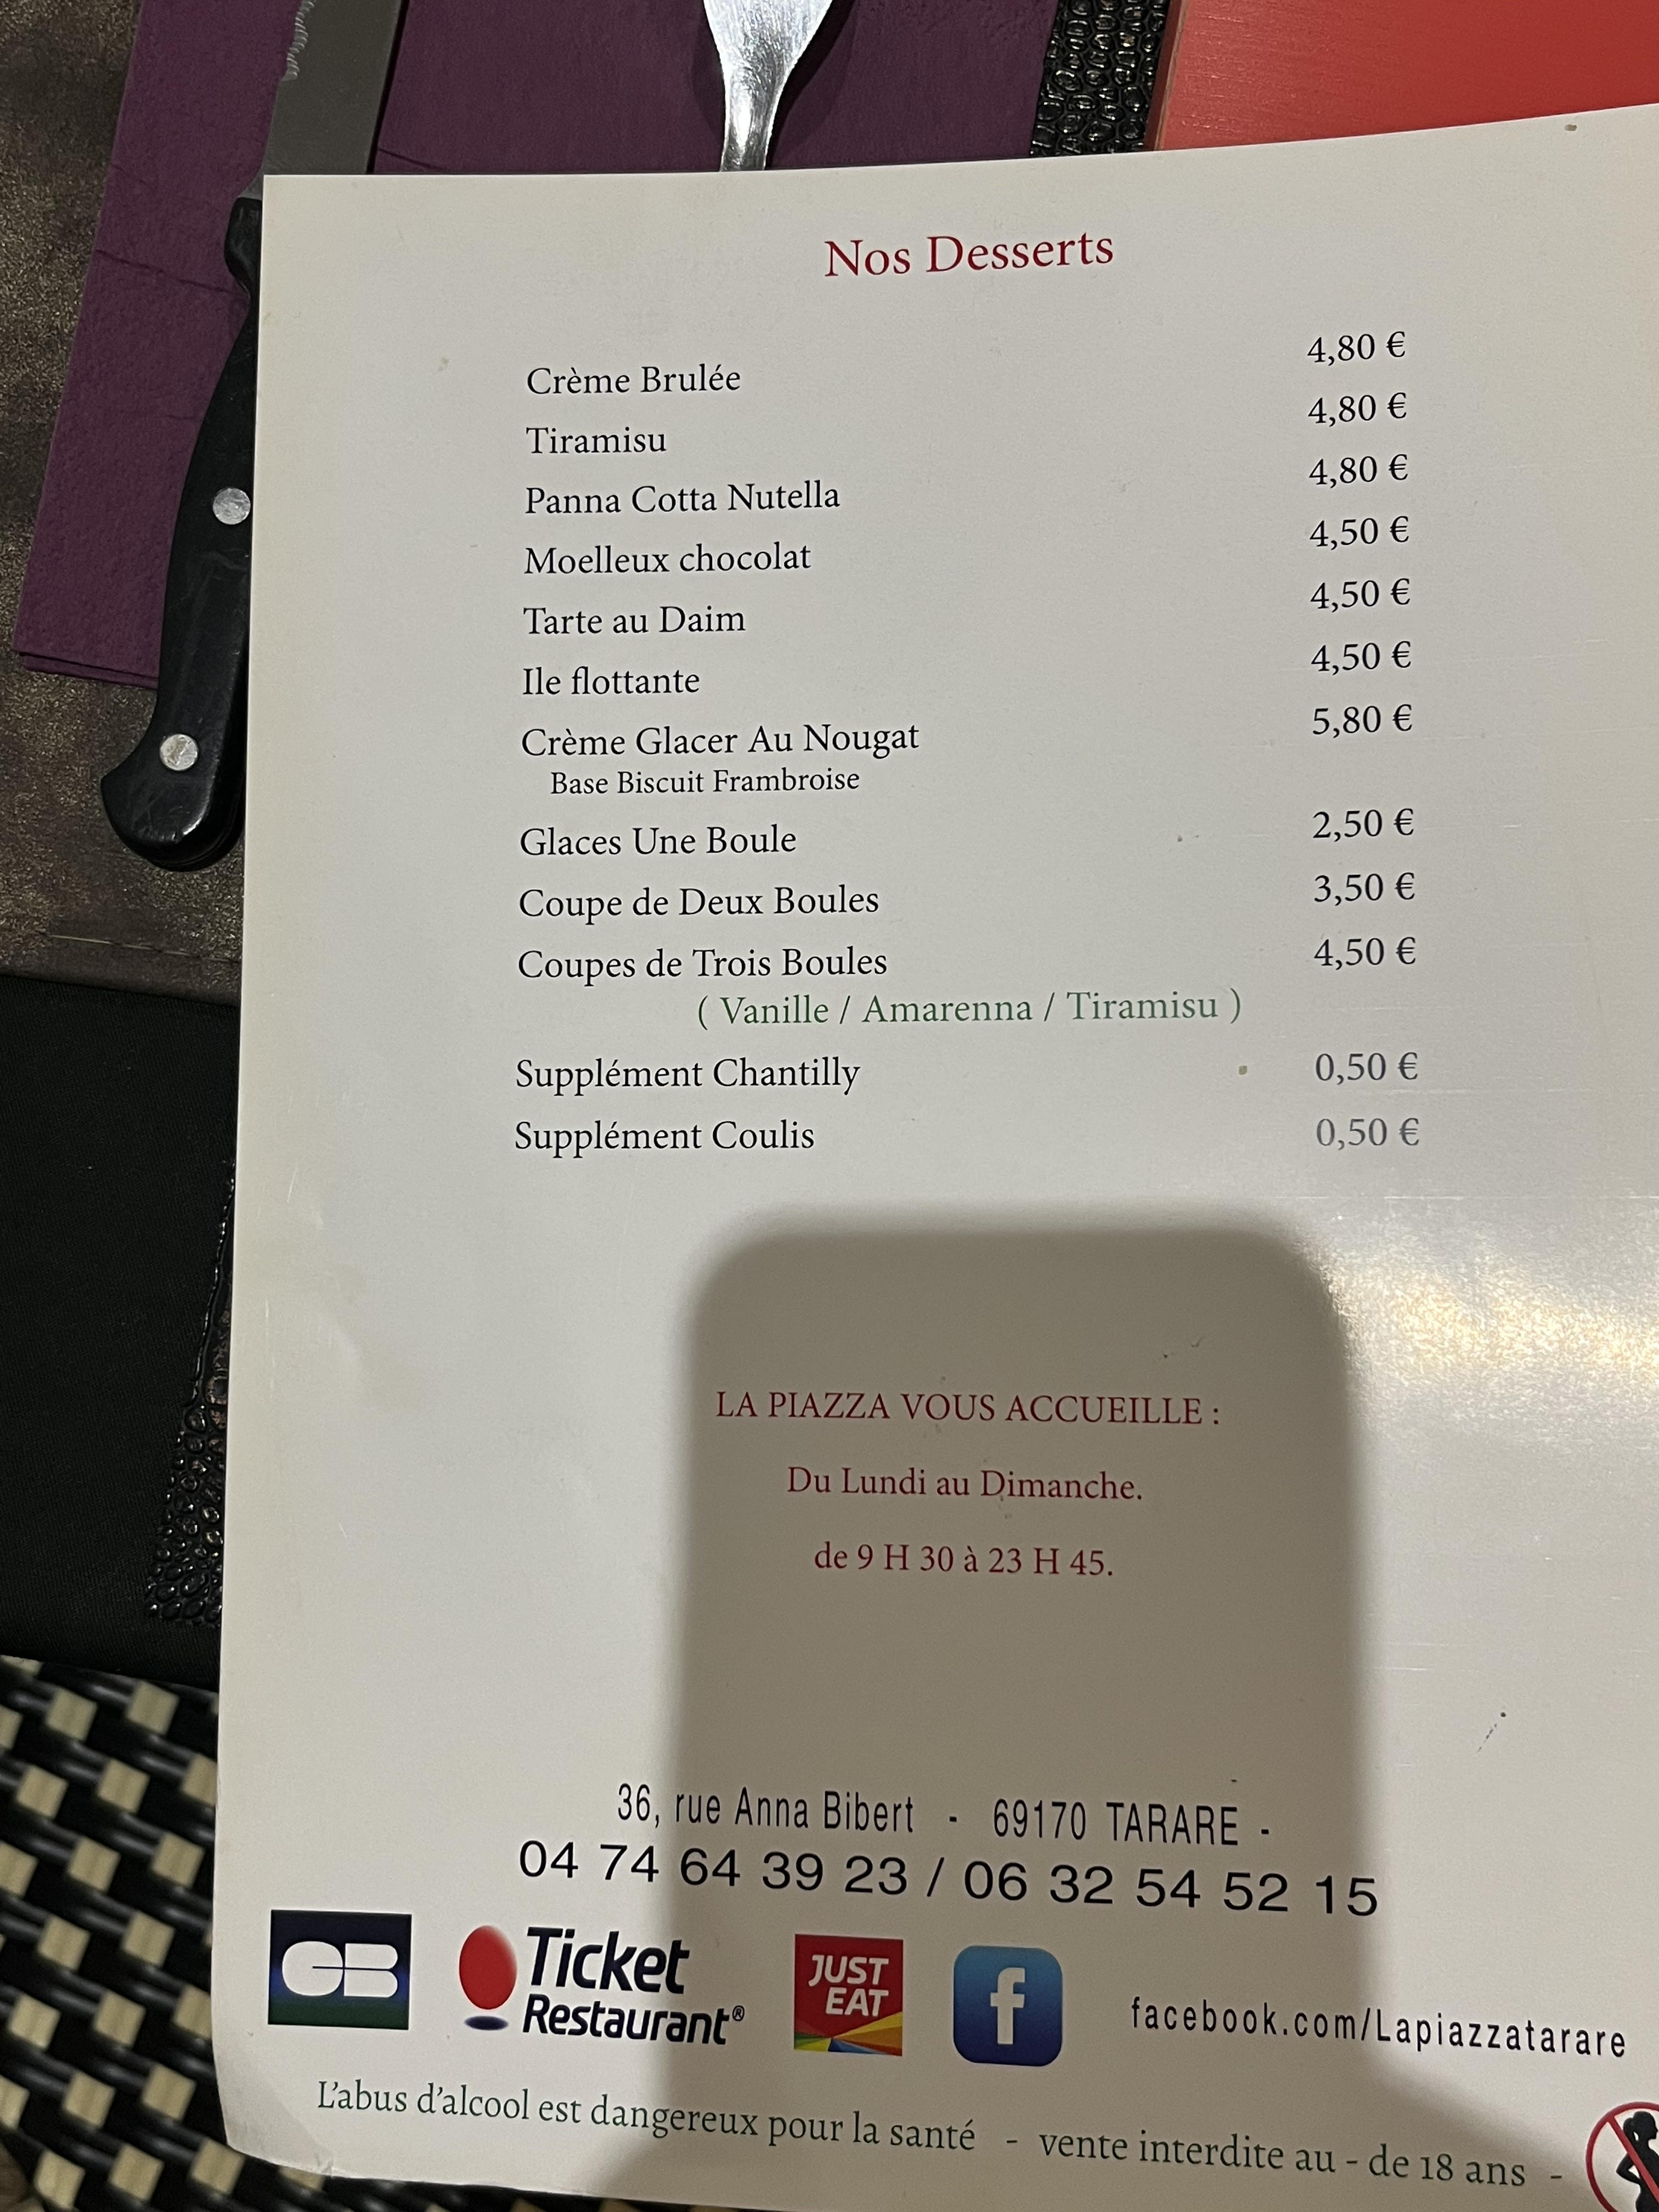 Nos Desserts
Crème Brulée 4,80 €
Tiramisu 4,80 €
Panna Cotta Nutella 4,80 €
Moelleux chocolat 4,50 €
Tarte au Daim 4,50 €
Ile flottante 4,50 €
Crème Glacer Au Nougat 5,80 €
Base Biscuit Frambroise
Glaces Une Boule 2,50 €
Coupe de Deux Boules 3,50 €
Coupes de Trois Boules 4,50 €
( Vanille / Amarenna / Tiramisu )
Supplément Chantilly 0,50 €
Supplément Coulis 0,50 €
LA PIAZZA VOUS ACCUEILLE :
Du Lundi au Dimanche.
de 9 H 30 à 23 H 45.
36, rue Anna Bibert - 69170 TARARE -
04 74 64 39 23 / 06 32 54 52 15
CB
Ticket
Restaurant®
JUST
EAT
f
facebook.com/Lapiazzatarare
L'abus d'alcool est dangereux pour la santé - vente interdite au - de 18 ans -